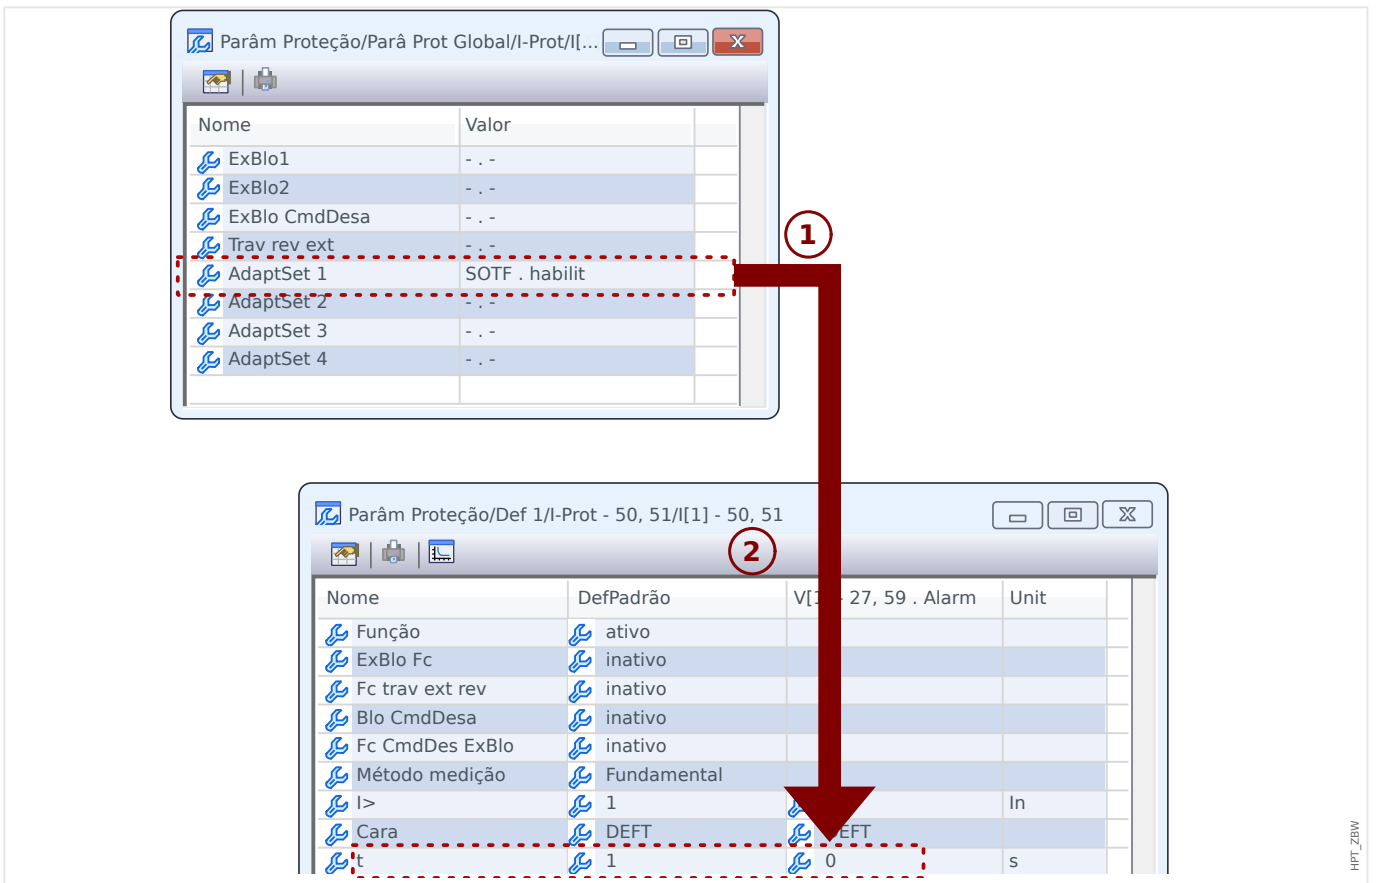 Parâm Proteção/Parâ Prot Global/I-Prot/I[...
Nome Valor
ExBlo1 - . -
ExBlo2 - . -
ExBlo CmdDesa - . -
Trav rev ext - . -
AdaptSet 1 SOTF . habilit
AdaptSet 2 - . -
AdaptSet 3 - . -
AdaptSet 4 - . -
1
Parâm Proteção/Def 1/I-Prot - 50, 51/I[1] - 50, 51
2
Nome DefPadrão 27, 59 . Alarm Unit
Função ativo
ExBlo Fc inativo
Fc trav ext rev inativo
Blo CmdDesa inativo
Fc CmdDes ExBlo inativo
Método medição Fundamental
I> 1 In
Cara DEFT
t 1 0 s
HPT_ZBW